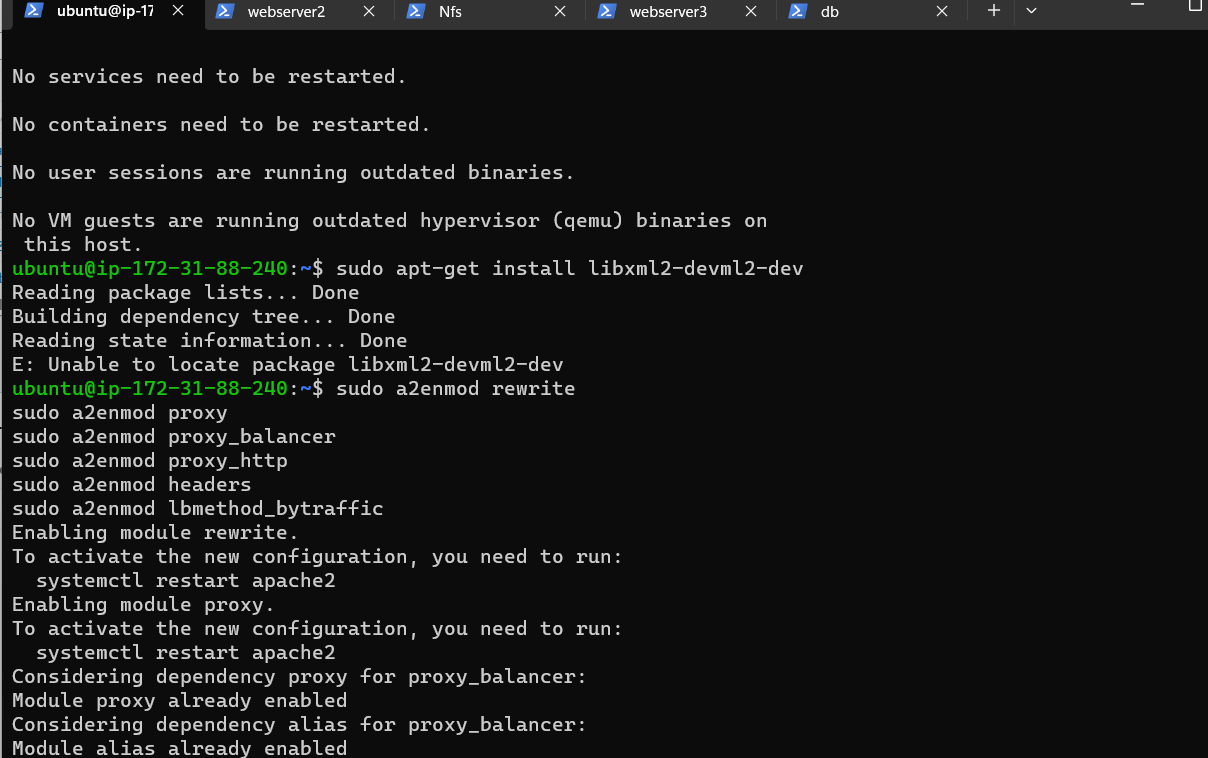 ubuntu@ip-17 webserver2 Nfs webserver3 db
No services need to be restarted.
No containers need to be restarted.
No user sessions are running outdated binaries.
No VM guests are running outdated hypervisor (qemu) binaries on
 this host.
ubuntu@ip-172-31-88-240:~$ sudo apt-get install libxml2-devml2-dev
Reading package lists... Done
Building dependency tree... Done
Reading state information... Done
E: Unable to locate package libxml2-devml2-dev
ubuntu@ip-172-31-88-240:~$ sudo a2enmod rewrite
sudo a2enmod proxy
sudo a2enmod proxy_balancer
sudo a2enmod proxy_http
sudo a2enmod headers
sudo a2enmod lbmethod_bytraffic
Enabling module rewrite.
To activate the new configuration, you need to run:
  systemctl restart apache2
Enabling module proxy.
To activate the new configuration, you need to run:
  systemctl restart apache2
Considering dependency proxy for proxy_balancer:
Module proxy already enabled
Considering dependency alias for proxy_balancer:
Module alias already enabled